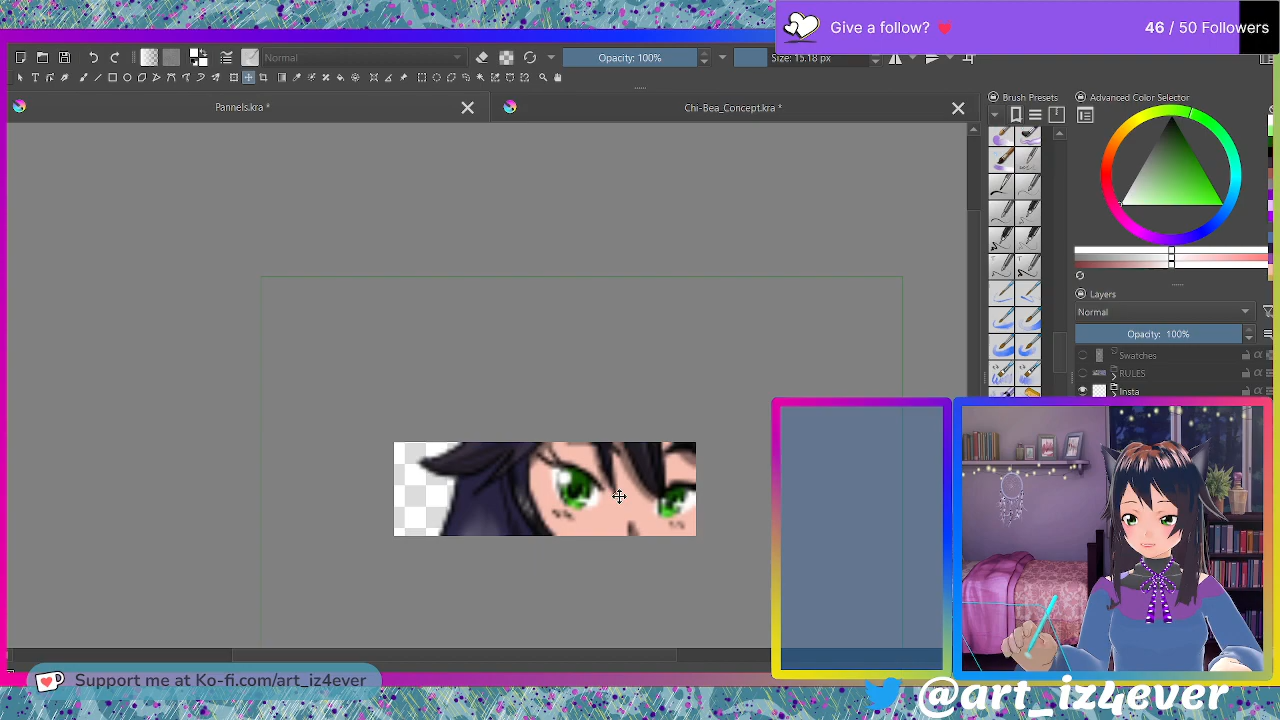 Give a follow?
46 / 50 Followers
Normal
Opacity: 100%
Size: 15.18 px
Pannels.kra *
Chi-Bea_Concept.kra *
Brush Presets
Advanced Color Selector
Layers
Normal
Opacity: 100%
Swatches
RULES
Insta
Support me at Ko-fi.com/art_iz4ever
@art_iz4ever